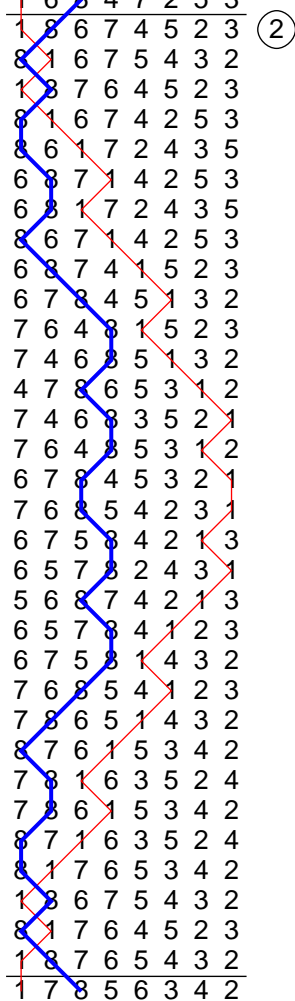 1 8 6 7 4 5 2 3 2
8 1 6 7 5 4 3 2
1 8 7 6 4 5 2 3
8 1 6 7 4 2 5 3
8 6 1 7 2 4 3 5
6 8 7 1 4 2 5 3
6 8 1 7 2 4 3 5
8 6 7 1 4 2 5 3
6 8 7 4 1 5 2 3
6 7 8 4 5 1 3 2
7 6 4 8 1 5 2 3
7 4 6 8 5 1 3 2
4 7 8 6 5 3 1 2
7 4 6 8 3 5 2 1
7 6 4 8 5 3 1 2
6 7 8 4 5 3 2 1
7 6 8 5 4 2 3 1
6 7 5 8 4 2 1 3
6 5 7 8 2 4 3 1
5 6 8 7 4 2 1 3
6 5 7 8 4 1 2 3
6 7 5 8 1 4 3 2
7 6 8 5 4 1 2 3
7 8 6 5 1 4 3 2
8 7 6 1 5 3 4 2
7 8 1 6 3 5 2 4
7 8 6 1 5 3 4 2
8 7 1 6 3 5 2 4
8 1 7 6 5 3 4 2
1 8 6 7 5 4 3 2
8 1 7 6 4 5 2 3
1 8 7 6 5 4 3 2
1 7 8 5 6 3 4 2